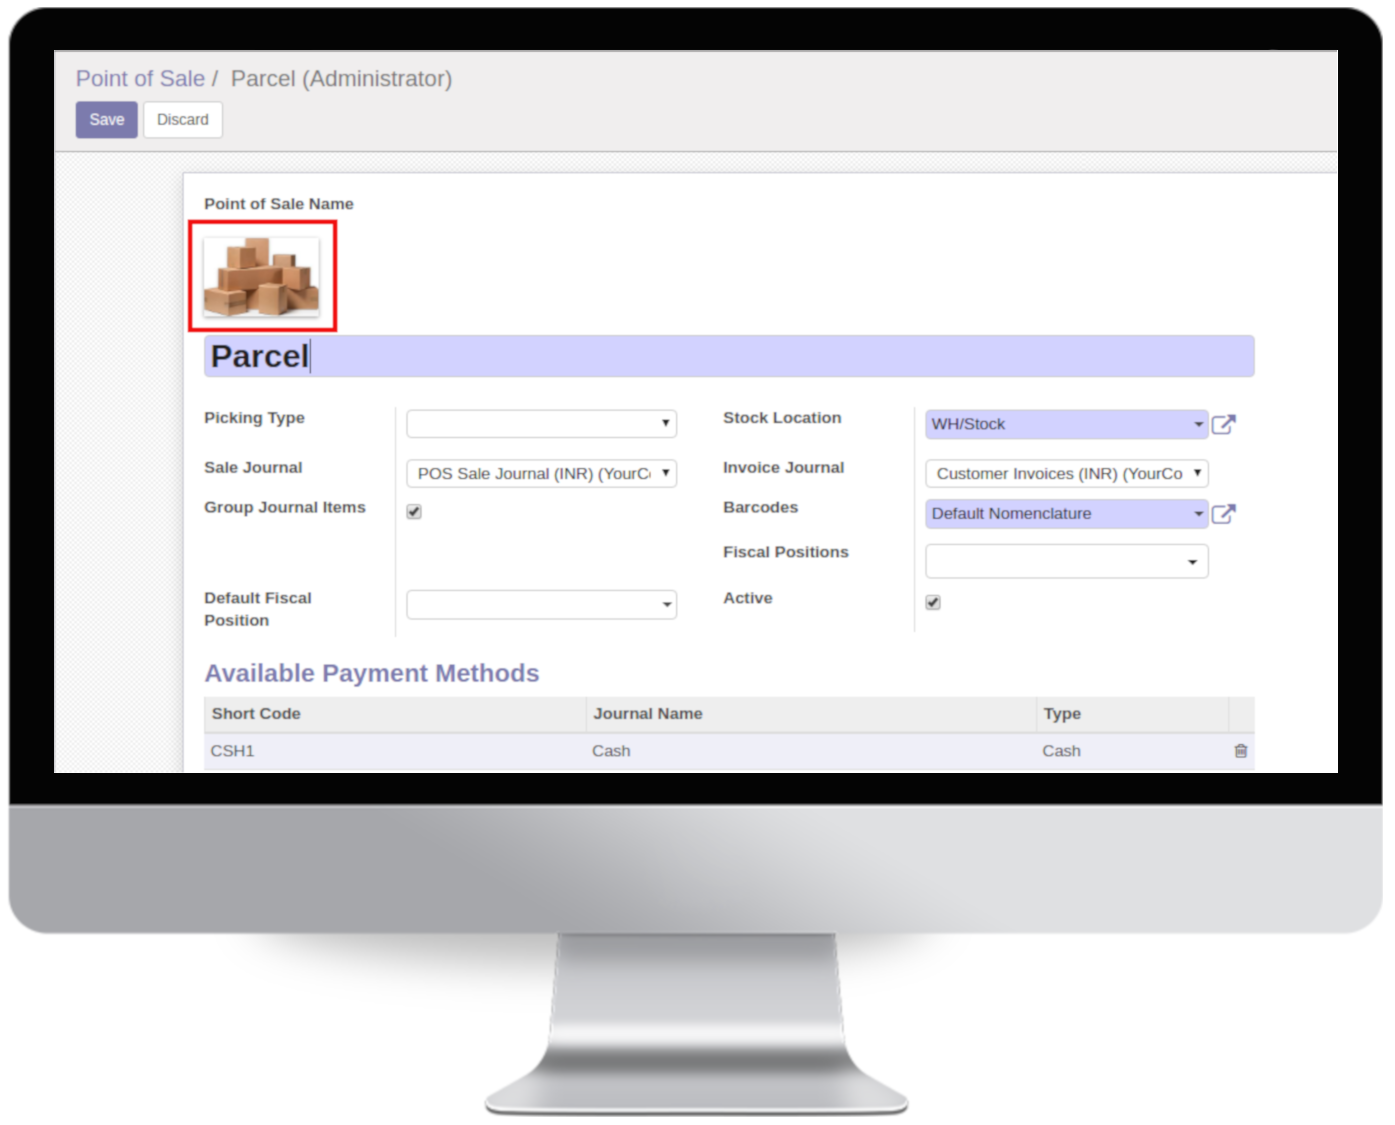 Point of Sale / Parcel (Administrator)
Save Discard
Point of Sale Name
Parcel
Picking Type
Stock Location WH/Stock
Sale Journal POS Sale Journal (INR) (YourC
Invoice Journal Customer Invoices (INR) (YourCo
Group Journal Items
Barcodes Default Nomenclature
Fiscal Positions
Default Fiscal
Position
Active
Available Payment Methods
Short Code Journal Name Type
CSH1 Cash Cash